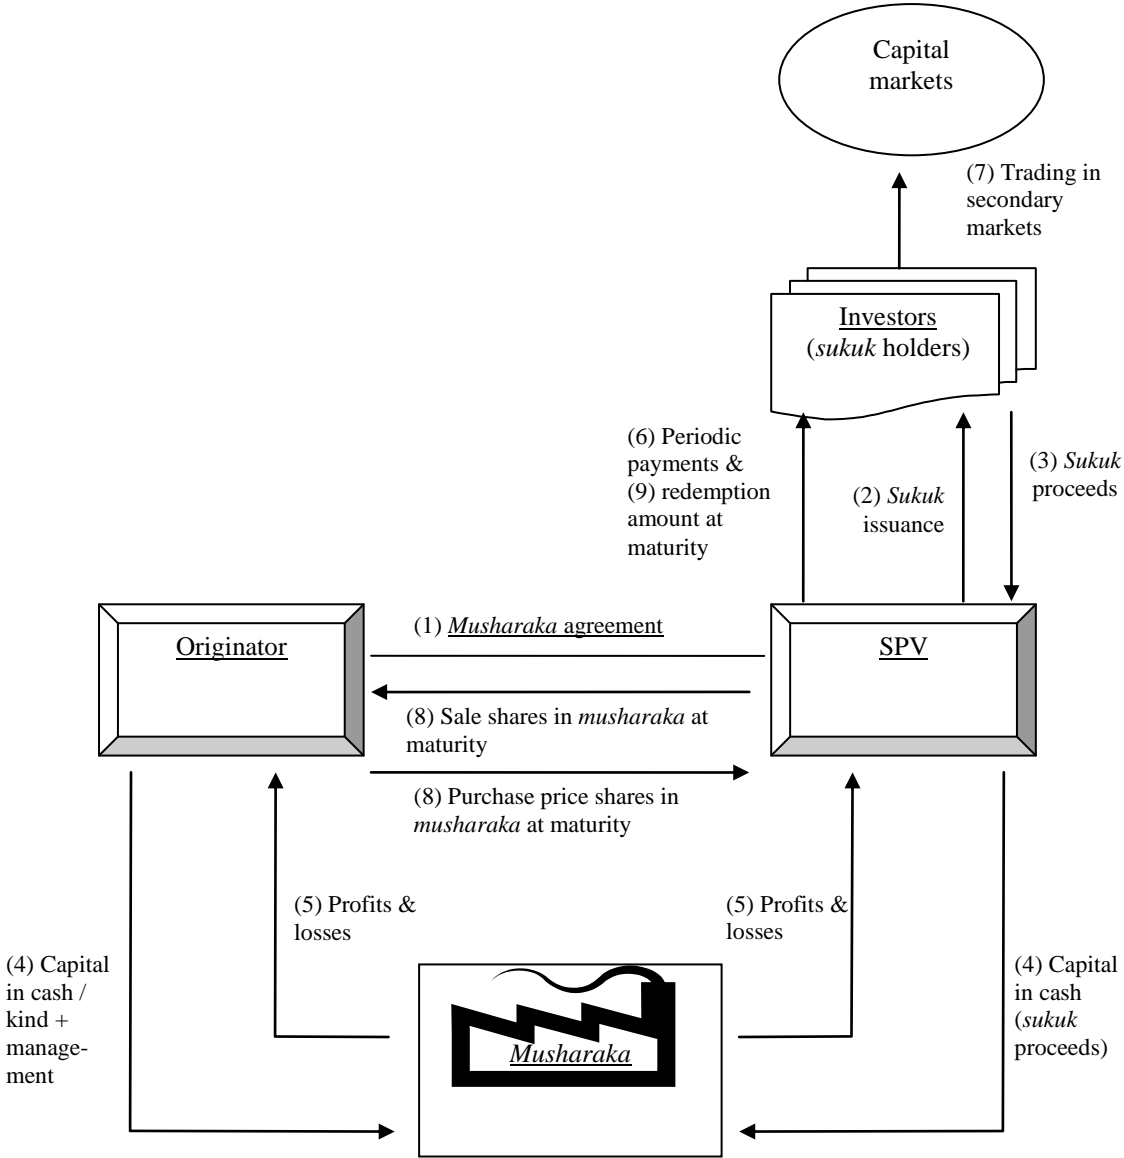 Capital
markets
(7) Trading in
secondary
markets
Investors
(sukuk holders)
(6) Periodic
payments &
(9) redemption
amount at
maturity
(2) Sukuk
issuance
(3) Sukuk
proceeds
Originator
(1) Musharaka agreement
SPV
(8) Sale shares in musharaka at
maturity
(8) Purchase price shares in
musharaka at maturity
(5) Profits &
losses
(5) Profits &
losses
(4) Capital
in cash /
kind +
manage-
ment
Musharaka
(4) Capital
in cash
(sukuk
proceeds)